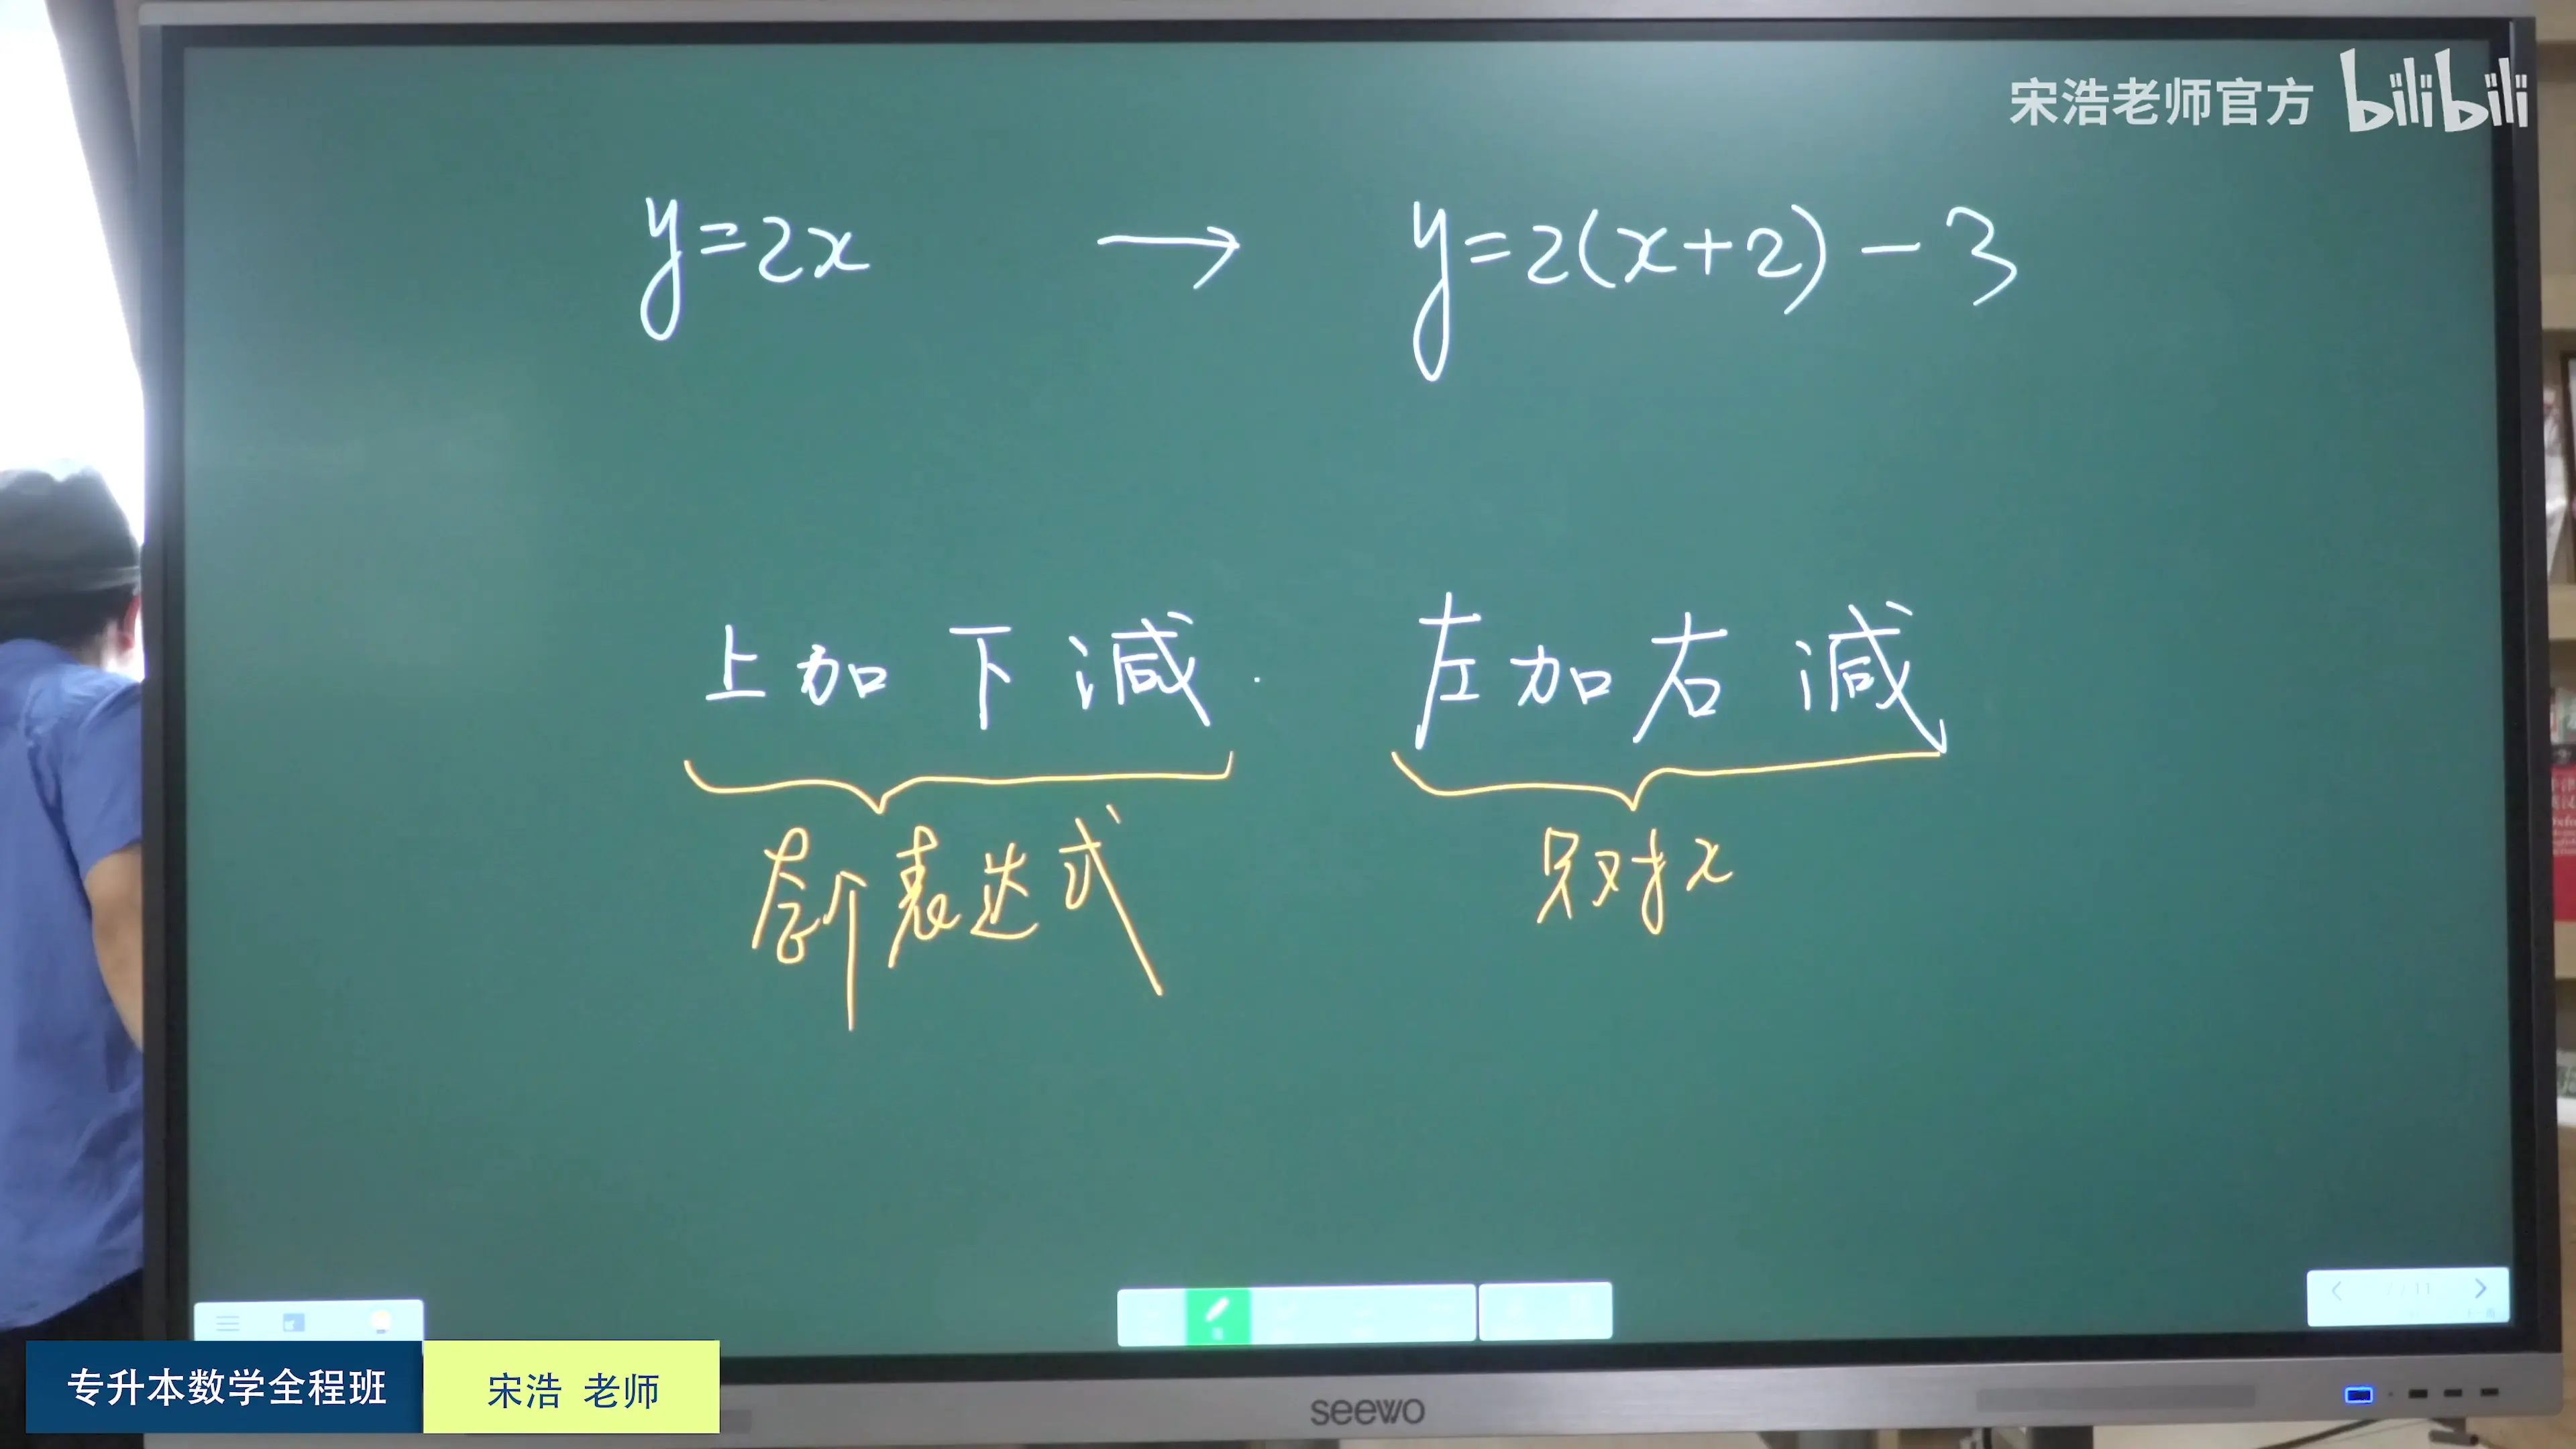 宋浩老师官方 bilibili
y=2x → y=2(x+2)-3
上加下减. 左加右减
整个表达式 只对x
专升本数学全程班 宋浩 老师
seewo